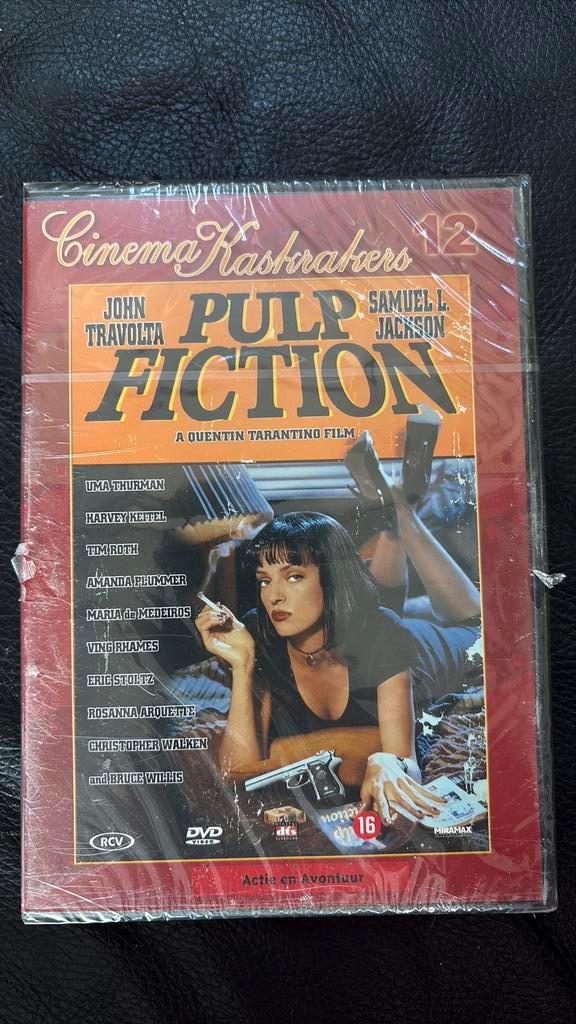 Cinema Kaskrakers 12
JOHN TRAVOLTA
PULP FICTION
SAMUEL L. JACKSON
A QUENTIN TARANTINO FILM
UMA THURMAN
HARVEY KEITEL
TIM ROTH
AMANDA PLUMMER
MARIA de MEDEIROS
VING RHAMES
ERIC STOLTZ
ROSANNA ARQUETTE
CHRISTOPHER WALKEN
and BRUCE WILLIS
RCV
DVD
VIDEO
dts
16
MIRAMAX
Actie en Avontuur